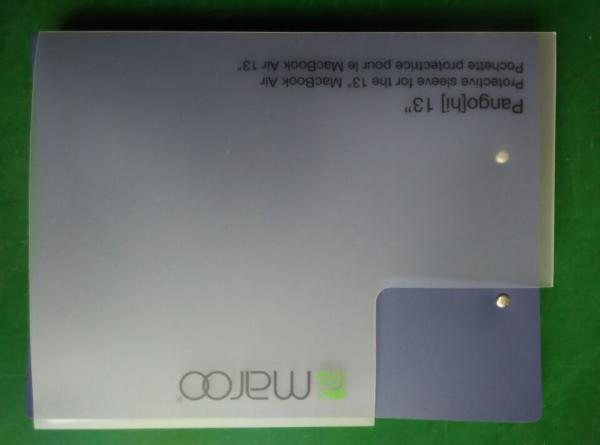 maroo®
Pango[hi] 13"
Protective sleeve for the 13" MacBook Air
Pochette protectrice pour le MacBook Air 13"